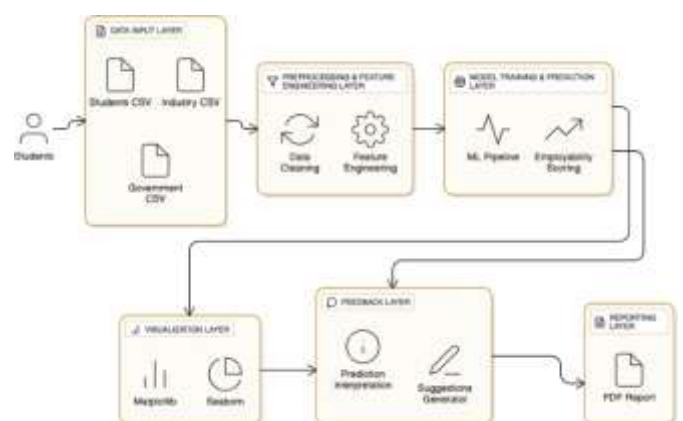 DATA INPUT LAYER
Students CSV
Industry CSV
Government
CSV
Students
PREPROCESSING & FEATURE
ENGINEERING LAYER
Data
Cleaning
Feature
Engineering
MODEL TRAINING & PREDICTION
LAYER
ML Pipeline
Employability
Scoring
VISUALIZATION LAYER
Matplotlib
Seaborn
FEEDBACK LAYER
Prediction
Interpretation
Suggestions
Generator
REPORTING
LAYER
PDF Report